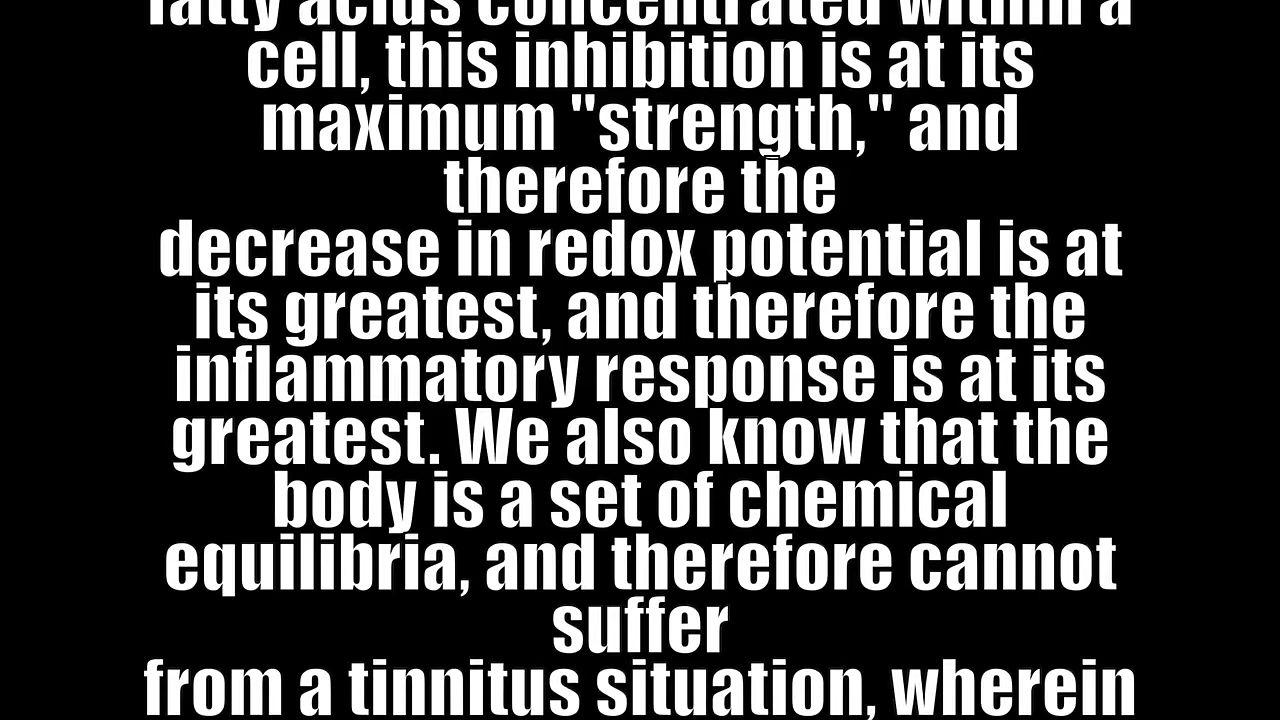 fatty acids concentrated within a
cell, this inhibition is at its
maximum "strength," and
therefore the
decrease in redox potential is at
its greatest, and therefore the
inflammatory response is at its
greatest. We also know that the
body is a set of chemical
equilibria, and therefore cannot
suffer
from a tinnitus situation, wherein